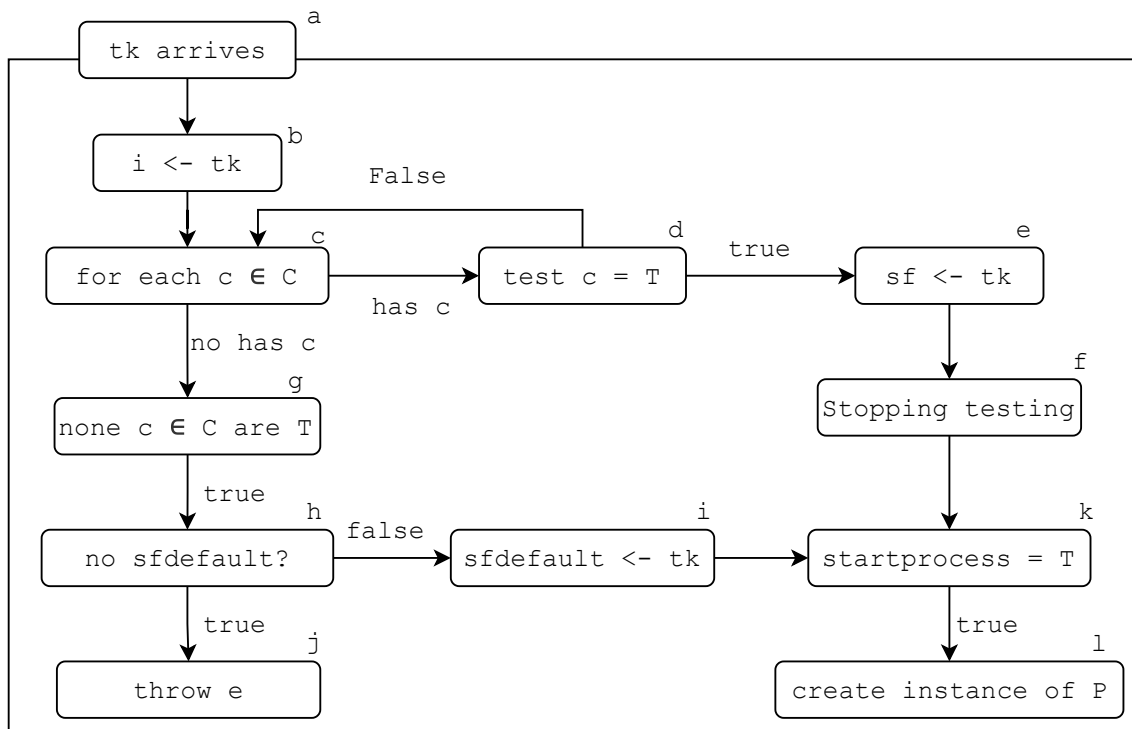 a
tk arrives
b
i <- tk
False
c
for each c ∈ C
has c
d
test c = T
true
e
sf <- tk
no has c
f
Stopping testing
g
none c ∈ C are T
true
h
no sfdefault?
false
i
sfdefault <- tk
k
startprocess = T
true
j
throw e
true
l
create instance of P